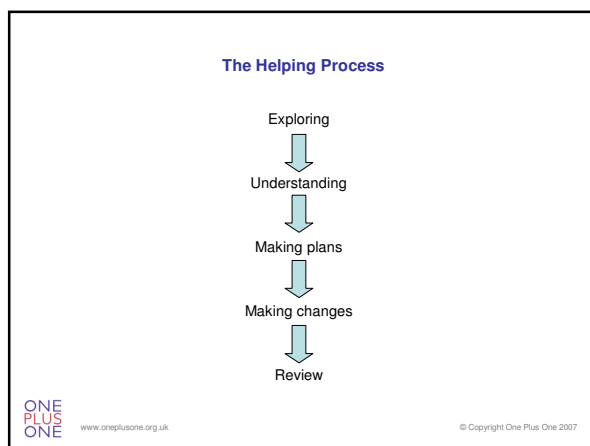 The Helping Process
Exploring
Understanding
Making plans
Making changes
Review
ONE
PLUS
ONE
www.oneplusone.org.uk
© Copyright One Plus One 2007